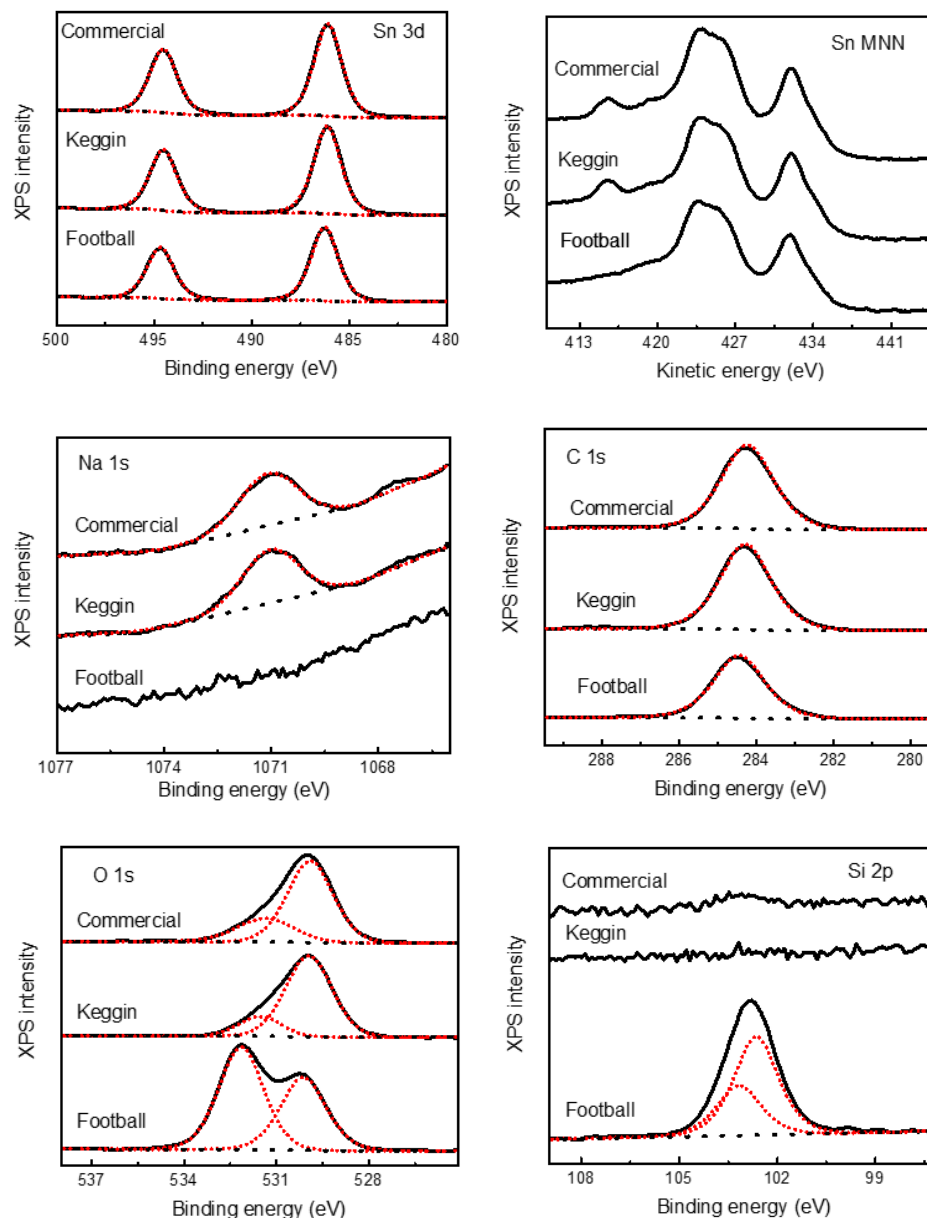 Commercial
Sn 3d
Keggin
Football
XPS intensity
500 495 490 485 480
Binding energy (eV)
Sn MNN
Commercial
Keggin
Football
XPS intensity
413 420 427 434 441
Kinetic energy (eV)
Na 1s
Commercial
Keggin
Football
XPS intensity
1077 1074 1071 1068
Binding energy (eV)
C 1s
Commercial
Keggin
Football
XPS intensity
288 286 284 282 280
Binding energy (eV)
O 1s
Commercial
Keggin
Football
XPS intensity
537 534 531 528
Binding energy (eV)
Si 2p
Commercial
Keggin
Football
XPS intensity
108 105 102 99
Binding energy (eV)